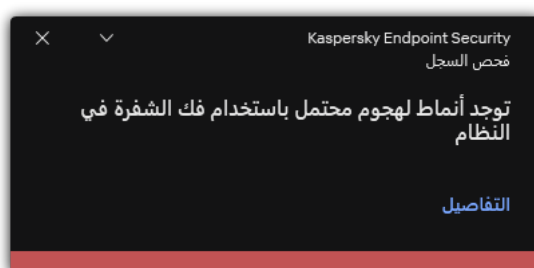 Kaspersky Endpoint Security
فحص السجل
توجد أنماط لهجوم محتمل باستخدام فك الشفرة في
النظام
التفاصيل